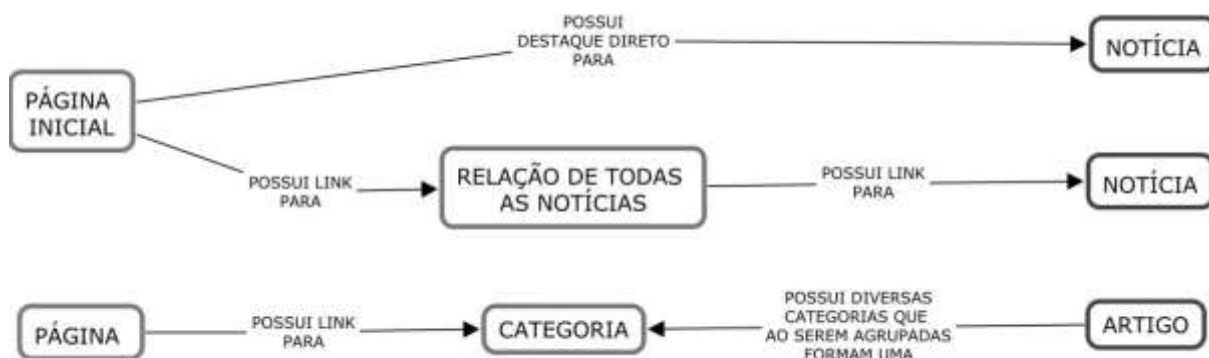 POSSUI
DESTAQUE DIRETO
PARA
NOTÍCIA
PÁGINA
INICIAL
POSSUI LINK
PARA
RELAÇÃO DE TODAS
AS NOTÍCIAS
POSSUI LINK
PARA
NOTÍCIA
PÁGINA
POSSUI LINK
PARA
CATEGORIA
POSSUI DIVERSAS
CATEGORIAS QUE
AO SEREM AGRUPADAS
FORMAM UMA
ARTIGO